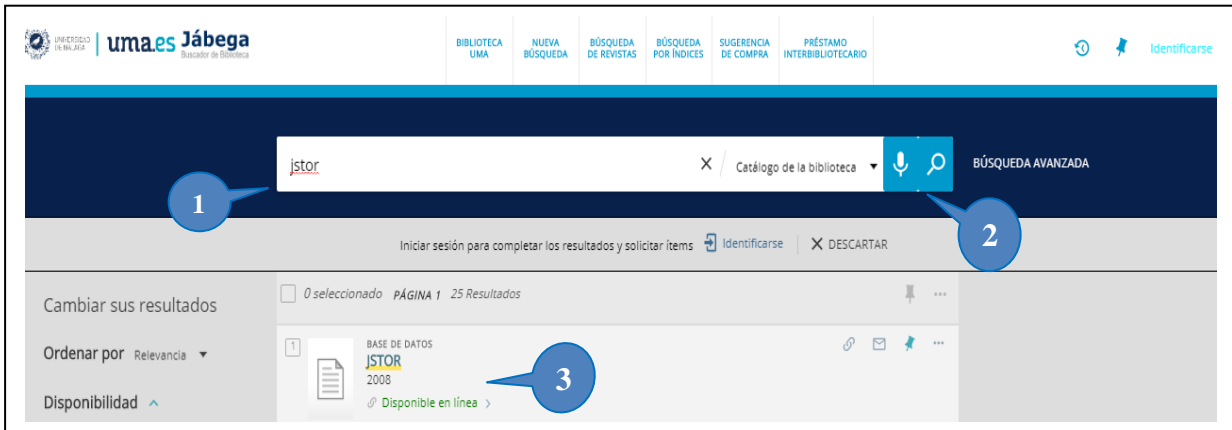 UNIVERSIDAD DE MÁLAGA | uma.es Jábega
Buscador de Biblioteca
BIBLIOTECA UMA
NUEVA BÚSQUEDA
BÚSQUEDA DE REVISTAS
BÚSQUEDA POR ÍNDICES
SUGERENCIA DE COMPRA
PRÉSTAMO INTERBIBLIOTECARIO
Identificarse
jstor
Catálogo de la biblioteca
BÚSQUEDA AVANZADA
1
2
Iniciar sesión para completar los resultados y solicitar ítems Identificarse DESCARTAR
Cambiar sus resultados
0 seleccionado PÁGINA 1 25 Resultados
Ordenar por Relevancia
1
BASE DE DATOS
JSTOR
2008
3
Disponible en línea
Disponibilidad